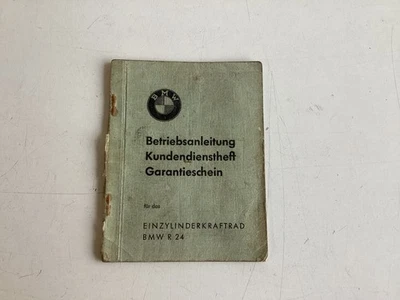 BMW
Betriebsanleitung
Kundendienstheft
Garantieschein
für das
EINZYLINDERKRAFTRAD
BMW R 24